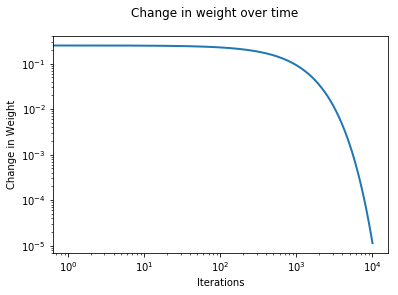 Change in weight over time
Change in Weight
10⁻¹
10⁻²
10⁻³
10⁻⁴
10⁻⁵
10⁰ 10¹ 10² 10³ 10⁴
Iterations